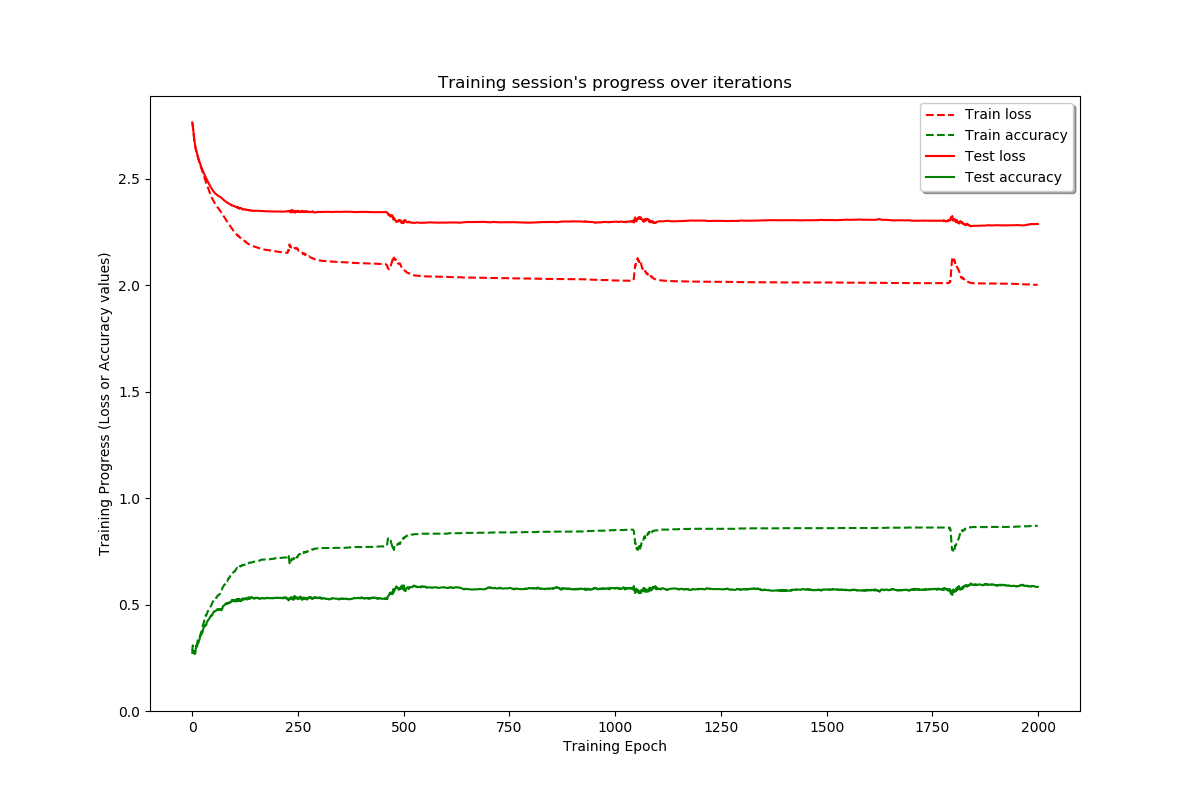 Training session's progress over iterations
Train loss
Train accuracy
Test loss
Test accuracy
Training Progress (Loss or Accuracy values)
2.5
2.0
1.5
1.0
0.5
0.0
0 250 500 750 1000 1250 1500 1750 2000
Training Epoch